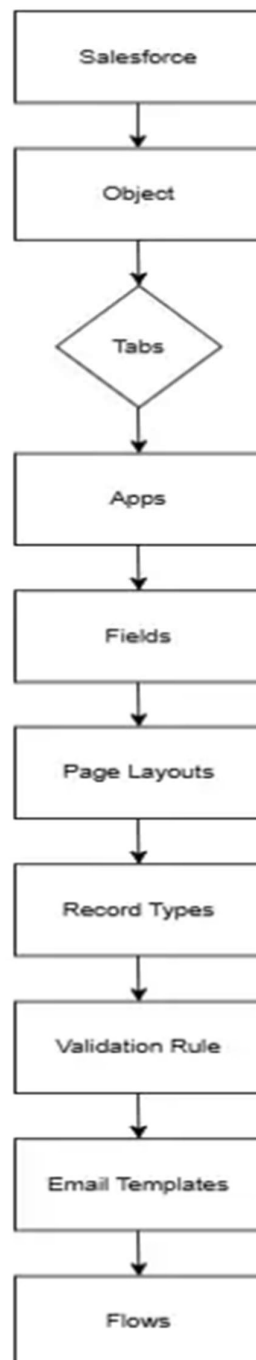 Salesforce
Object
Tabs
Apps
Fields
Page Layouts
Record Types
Validation Rule
Email Templates
Flows